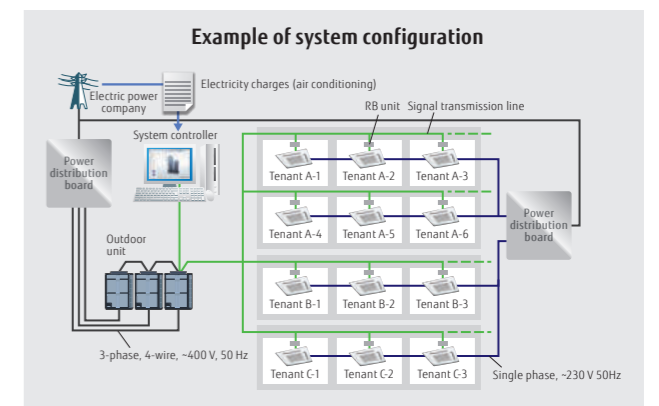 Example of system configuration
Electricity charges (air conditioning)
Electric power
company
RB unit
Signal transmission line
System controller
Power
distribution
board
Tenant A-1
Tenant A-2
Tenant A-3
Tenant A-4
Tenant A-5
Tenant A-6
Power
distribution
board
Outdoor
unit
Tenant B-1
Tenant B-2
Tenant B-3
3-phase, 4-wire, ~400 V, 50 Hz
Tenant C-1
Tenant C-2
Tenant C-3
Single phase, ~230 V 50Hz